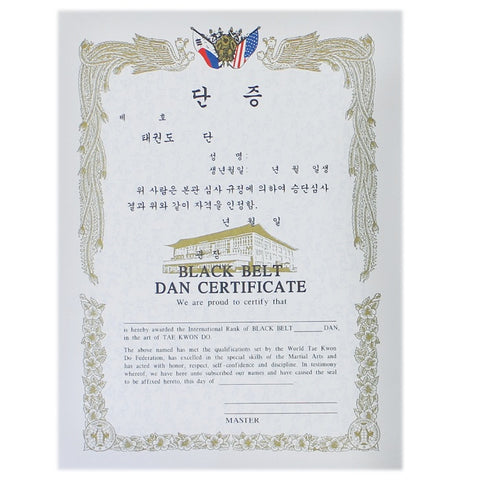 단 증
제 호
태권도 단
성 명 :
생년월일 : 년 월 일생
위 사람은 본관 심사 규정에 의하여 승단심사
결과 위와 같이 자격을 인정함.
년 월 일
관 장
BLACK BELT
DAN CERTIFICATE
We are proud to certify that
is hereby awarded the International Rank of BLACK BELT DAN,
in the art of TAE KWON DO.
The above named has met the qualifications set by the World Tae Kwon
Do Federation, has excelled in the special skills of the Martial Arts and
has acted with honor, respect, self-confidence and discipline. In testimony
whereof, we have here unto subscribed our names and have caused the seal
to be affixed hereto, this day of
MASTER